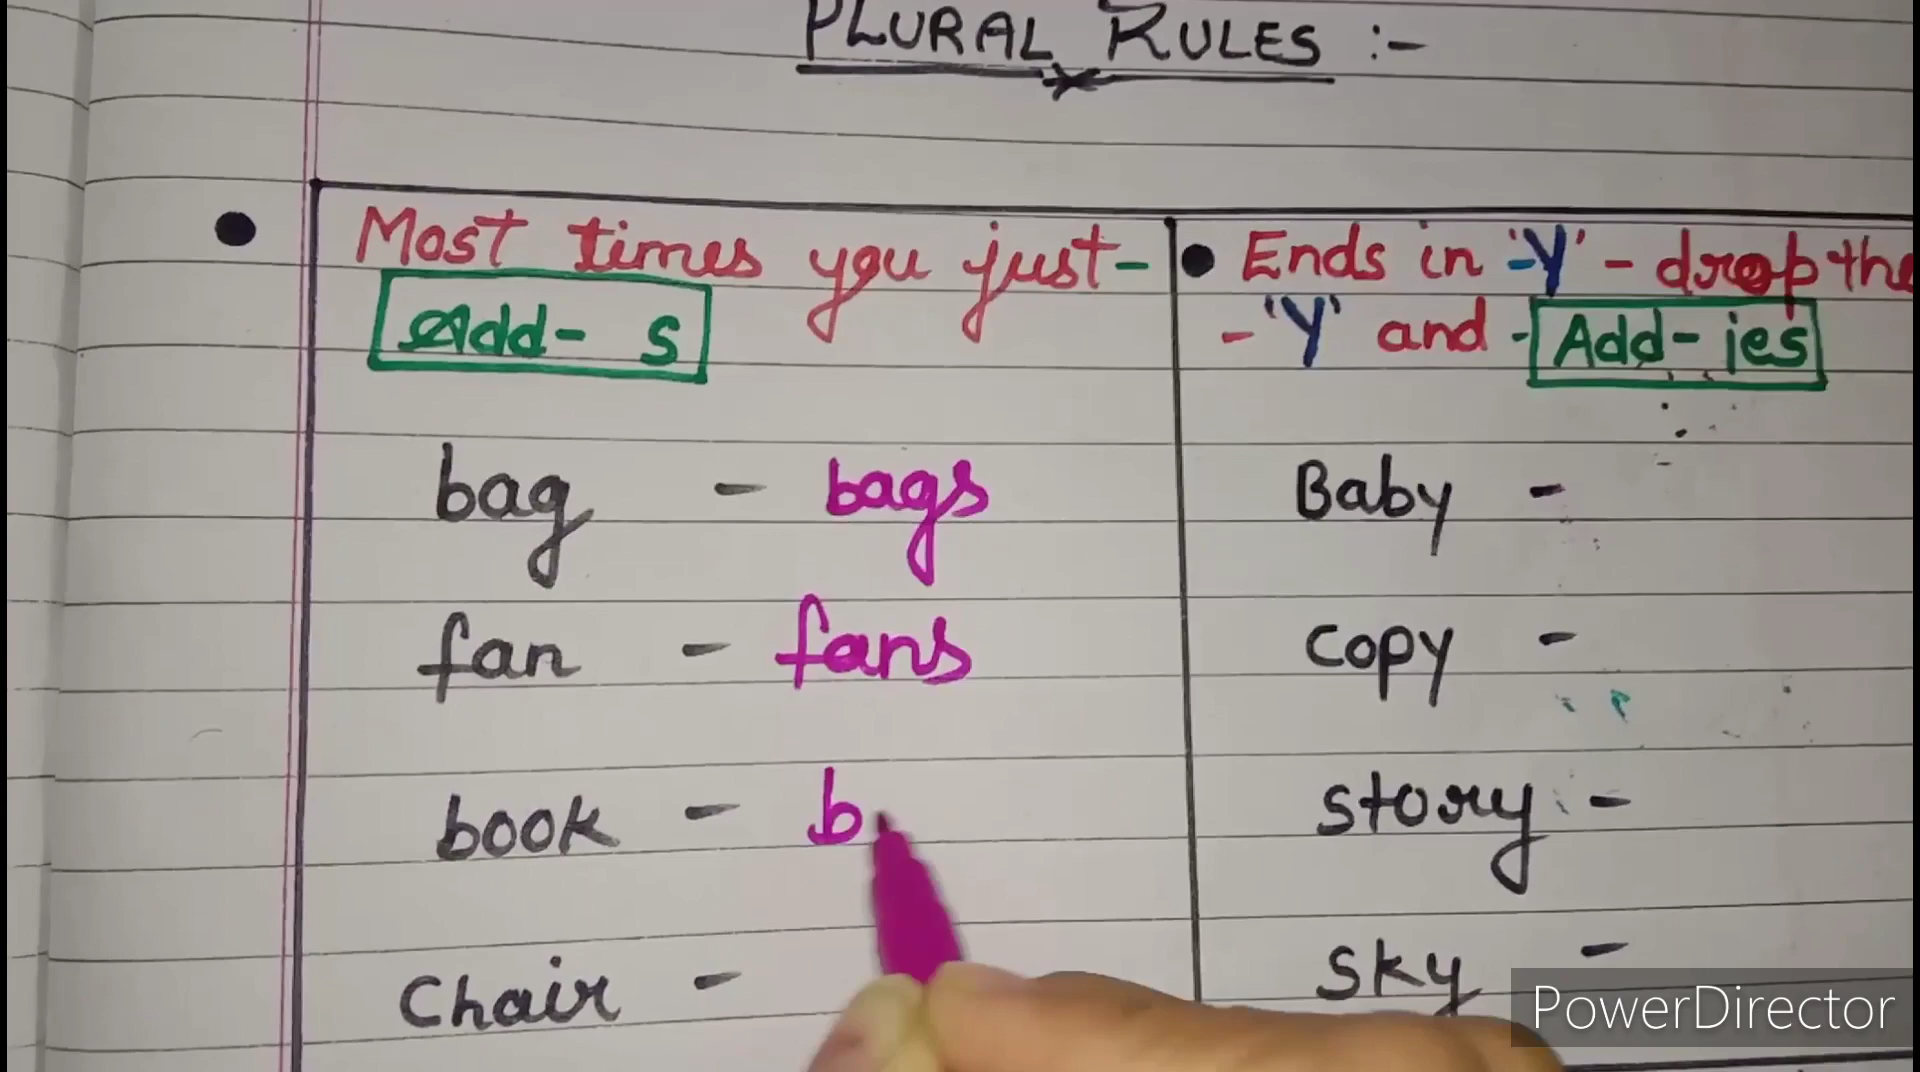 PLURAL RULES :-
• Most times you just-
Add- s
bag - bags
fan - fans
book - b
Chair -
• Ends in -'Y' - drop the
-'Y' and - Add- ies
Baby -
Copy -
Story -
Sky -
PowerDirector